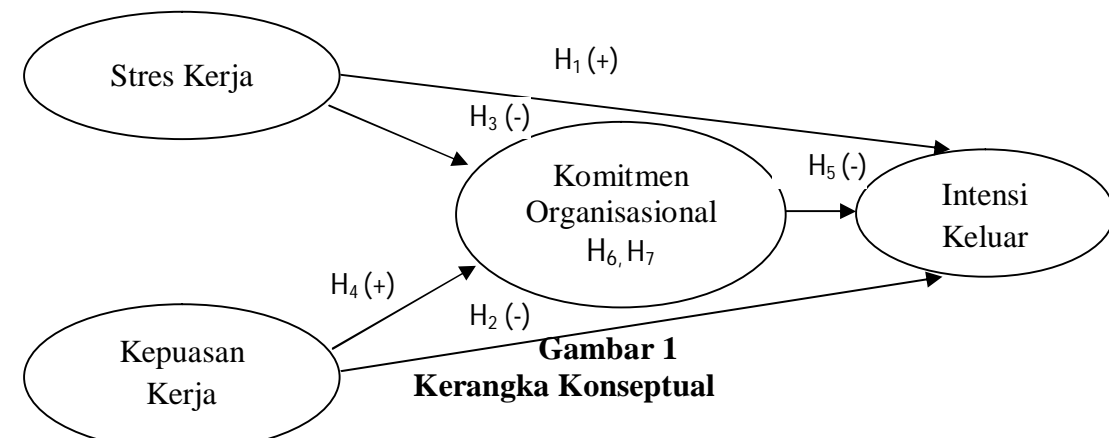 Stres Kerja
H₁ (+)
H₃ (-)
Komitmen
Organisasional
H₆, H₇
H₅ (-)
Intensi
Keluar
H₄ (+)
H₂ (-)
Kepuasan
Kerja
Gambar 1
Kerangka Konseptual